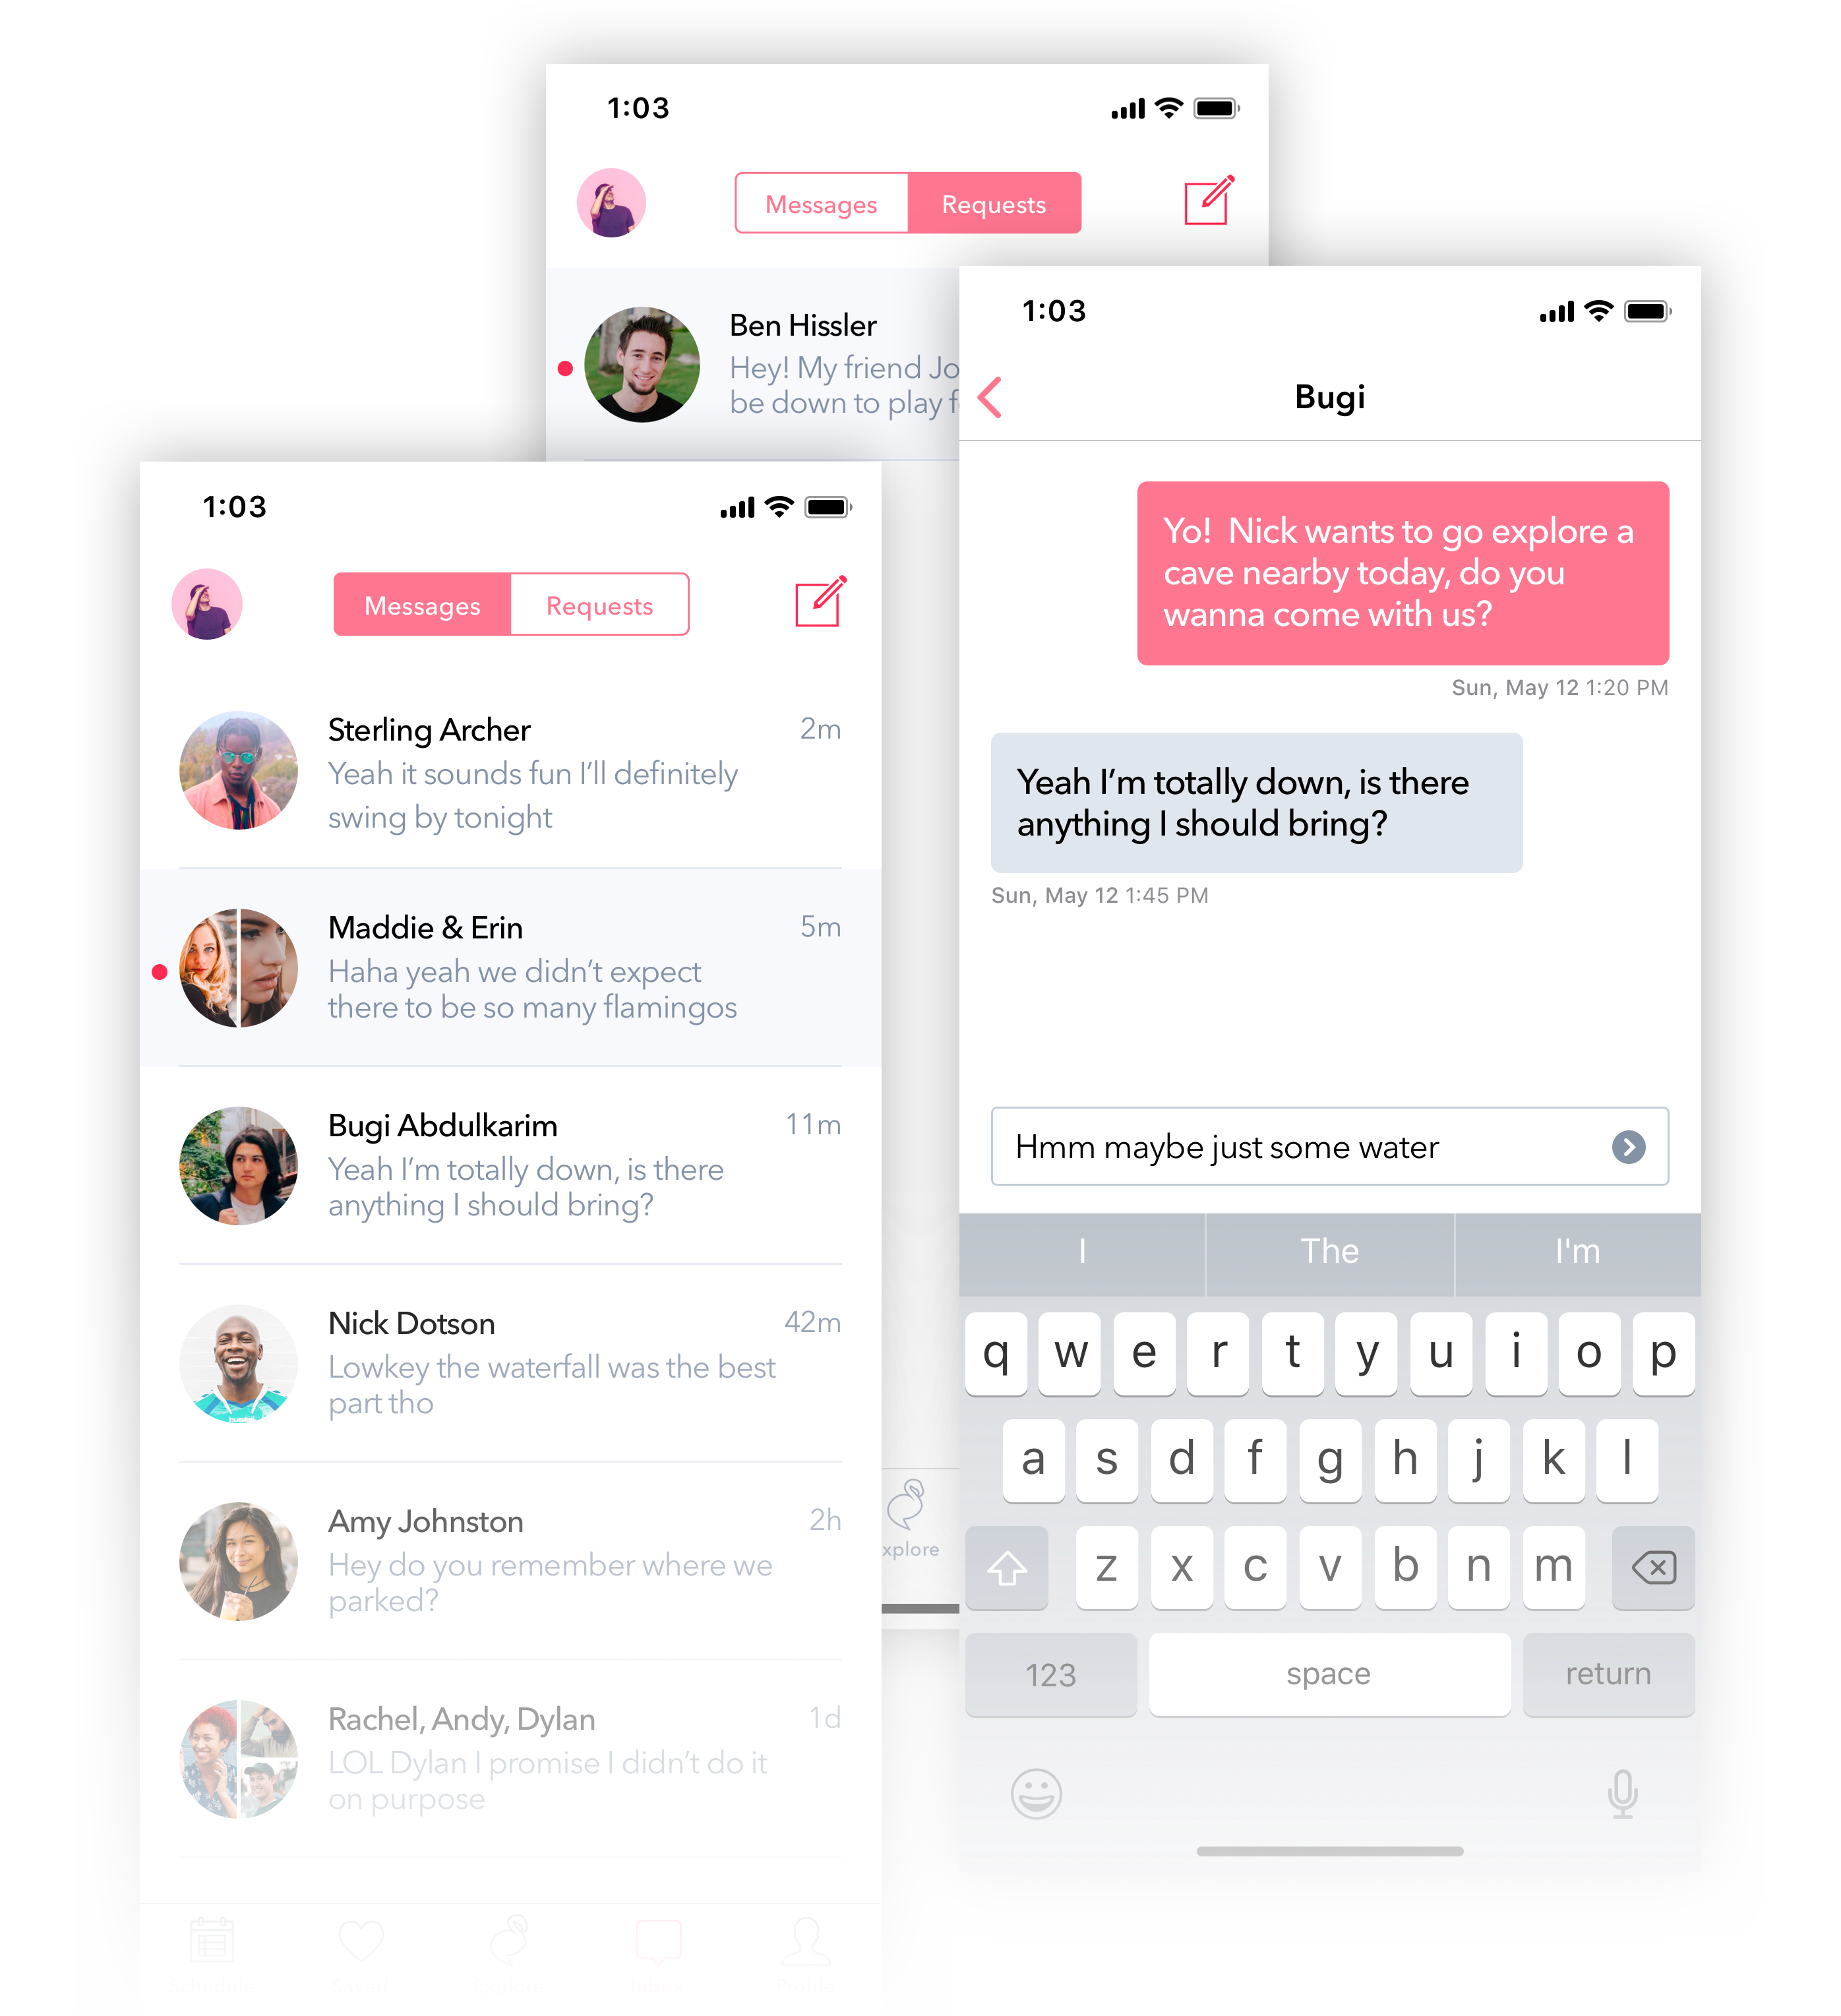 1:03
Messages
Requests
Ben Hissler
Hey! My friend Jo
be down to play f
1:03
Messages
Requests
Sterling Archer
2m
Yeah it sounds fun I’ll definitely
swing by tonight
Maddie & Erin
5m
Haha yeah we didn’t expect
there to be so many flamingos
Bugi Abdulkarim
11m
Yeah I’m totally down, is there
anything I should bring?
Nick Dotson
42m
Lowkey the waterfall was the best
part tho
Amy Johnston
2h
Hey do you remember where we
parked?
Rachel, Andy, Dylan
1d
LOL Dylan I promise I didn’t do it
on purpose
Schedule
Saved
Explore
Inbox
Profile
xplore
1:03
Bugi
Yo! Nick wants to go explore a
cave nearby today, do you
wanna come with us?
Sun, May 12 1:20 PM
Yeah I’m totally down, is there
anything I should bring?
Sun, May 12 1:45 PM
Hmm maybe just some water
I
The
I'm
q w e r t y u i o p
a s d f g h j k l
z x c v b n m
123
space
return